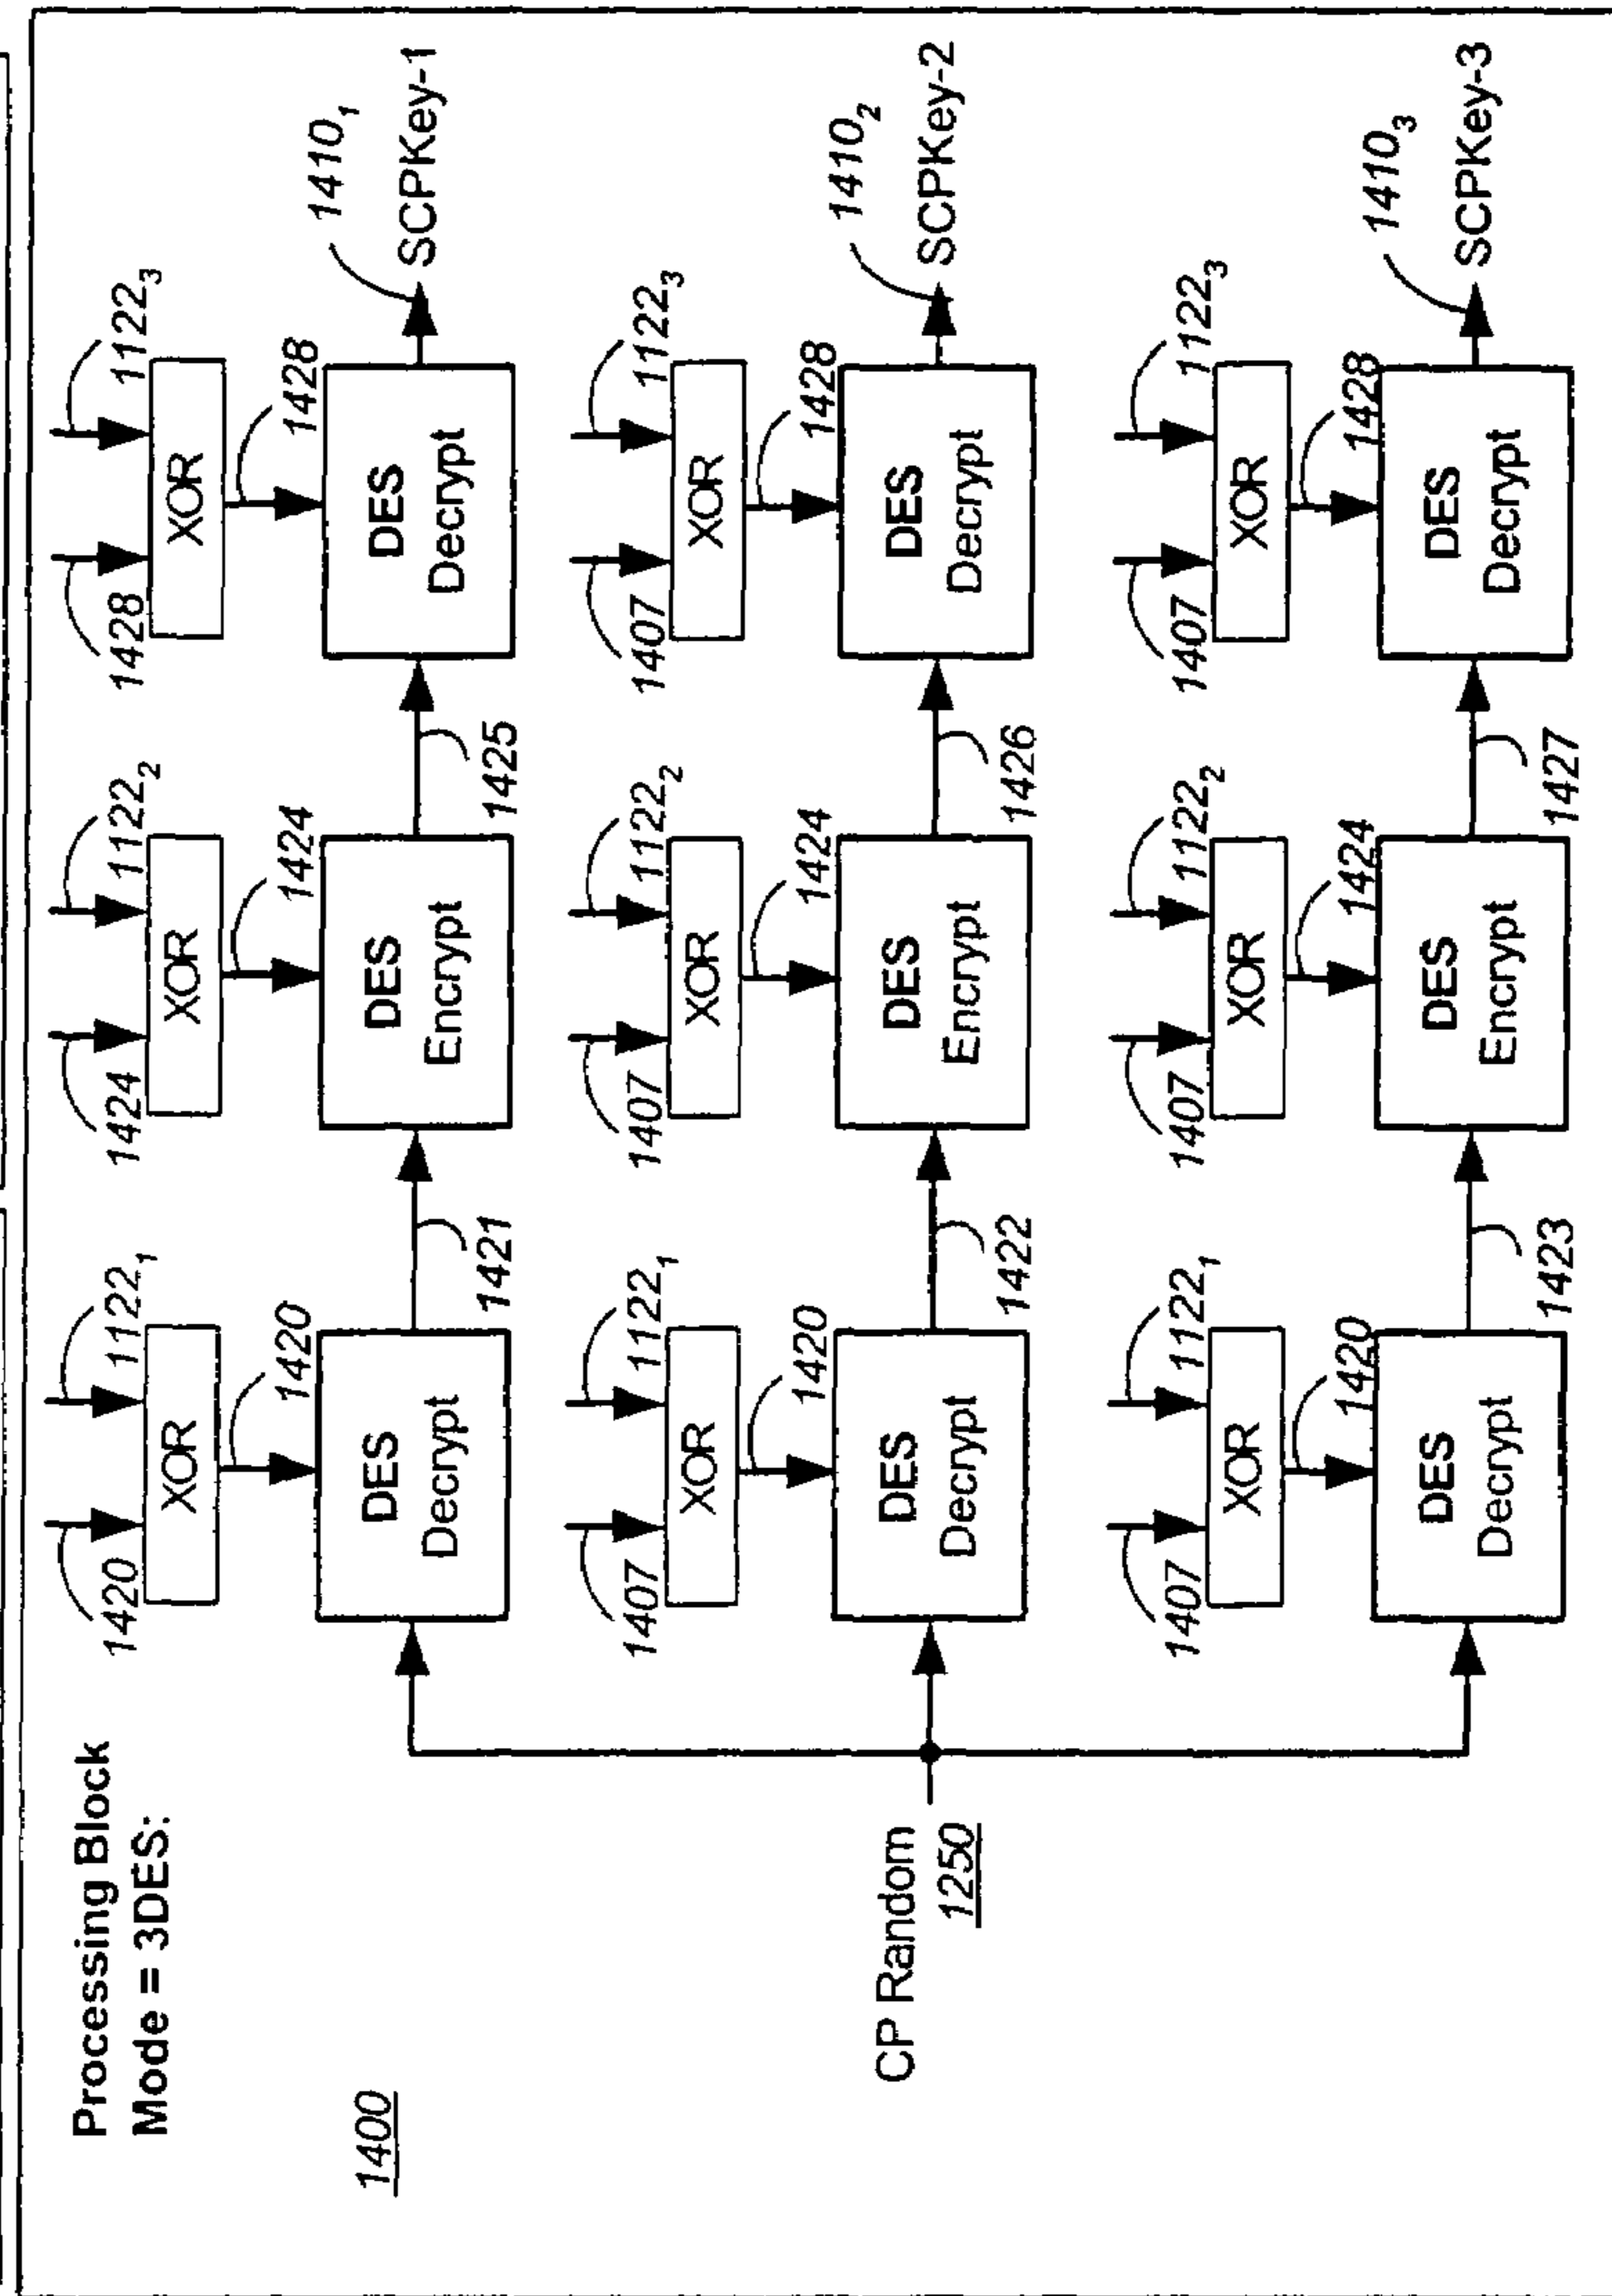 Processing Block
Mode = 3DES:
1400
CP Random
1250
1420
1122₁
XOR
1420
DES
Decrypt
1421
1424
1122₂
XOR
1424
DES
Encrypt
1425
1428
1122₃
XOR
1428
DES
Decrypt
1410₁
SCPKey-1
1407
1122₁
XOR
1420
DES
Decrypt
1422
1407
1122₂
XOR
1424
DES
Encrypt
1426
1407
1122₃
XOR
1428
DES
Decrypt
1410₂
SCPKey-2
1407
1122₁
XOR
1420
DES
Decrypt
1423
1407
1122₂
XOR
1424
DES
Encrypt
1427
1407
1122₃
XOR
1428
DES
Decrypt
1410₃
SCPKey-3